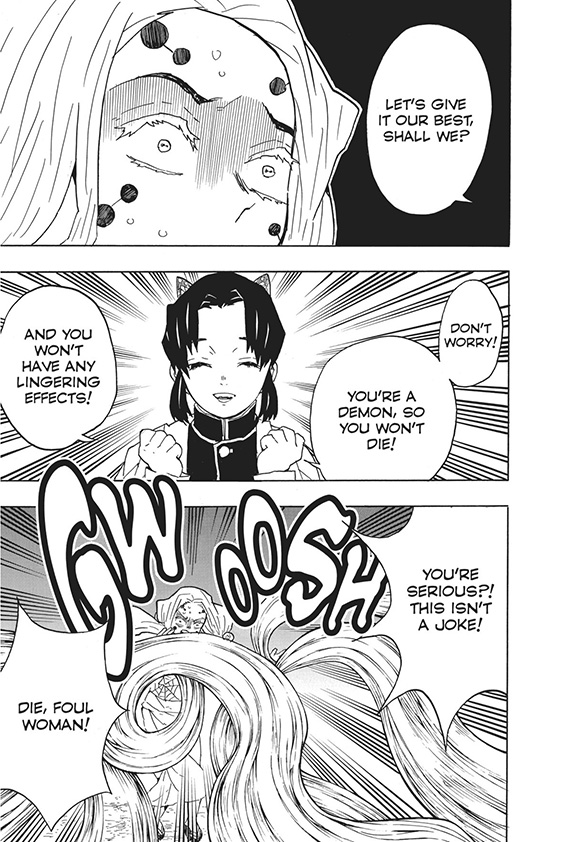 LET'S GIVE
IT OUR BEST,
SHALL WE?
DON'T
WORRY!
YOU'RE A
DEMON, SO
YOU WON'T
DIE!
AND YOU
WON'T
HAVE ANY
LINGERING
EFFECTS!
GWOOSH
YOU'RE
SERIOUS?!
THIS ISN'T
A JOKE!
DIE, FOUL
WOMAN!